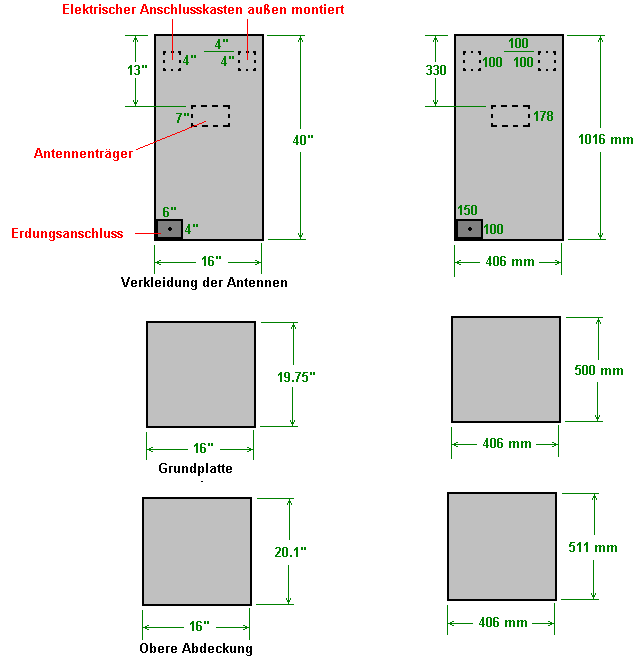 Elektrischer Anschlusskasten außen montiert
4"
4"
4"
13"
7"
40"
Antennenträger
6"
4"
Erdungsanschluss
16"
Verkleidung der Antennen
100
100
100
330
178
1016 mm
150
100
406 mm
19.75"
16"
Grundplatte
500 mm
406 mm
20.1"
16"
Obere Abdeckung
511 mm
406 mm